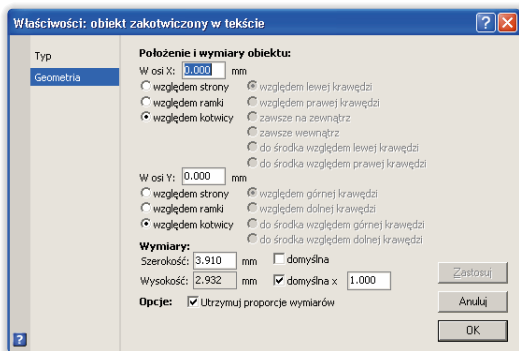 Właściwości: obiekt zakotwiczony w tekście
Typ
Geometria
Położenie i wymiary obiektu:
W osi X: 0.000 mm
względem strony względem lewej krawędzi
względem ramki względem prawej krawędzi
względem kotwicy zawsze na zewnątrz
zawsze wewnątrz
do środka względem lewej krawędzi
do środka względem prawej krawędzi
W osi Y: 0.000 mm
względem strony względem górnej krawędzi
względem ramki względem dolnej krawędzi
względem kotwicy do środka względem górnej krawędzi
do środka względem dolnej krawędzi
Wymiary:
Szerokość: 3.910 mm domyślna
Wysokość: 2.932 mm domyślna x 1.000
Opcje: Utrzymuj proporcje wymiarów
Zastosuj
Anuluj
OK
?